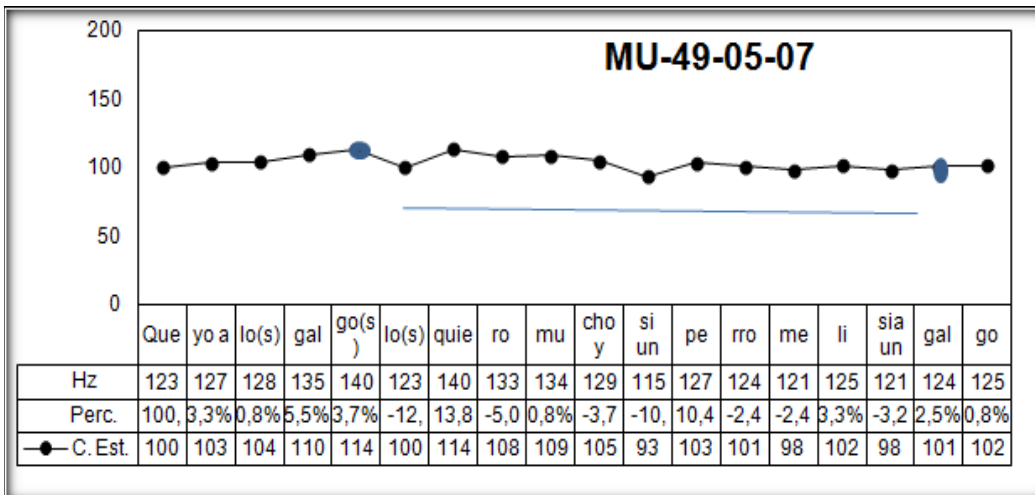 MU-49-05-07
200
150
100
50
0
Que yo a lo(s) gal go(s) lo(s) quie ro mu cho y si un pe rro me li sia un gal go
Hz 123 127 128 135 140 123 140 133 134 129 115 127 124 121 125 121 124 125
Perc. 100, 3,3% 0,8% 5,5% 3,7% -12, 13,8 -5,0 0,8% -3,7 -10, 10,4 -2,4 -2,4 3,3% -3,2 2,5% 0,8%
C. Est. 100 103 104 110 114 100 114 108 109 105 93 103 101 98 102 98 101 102